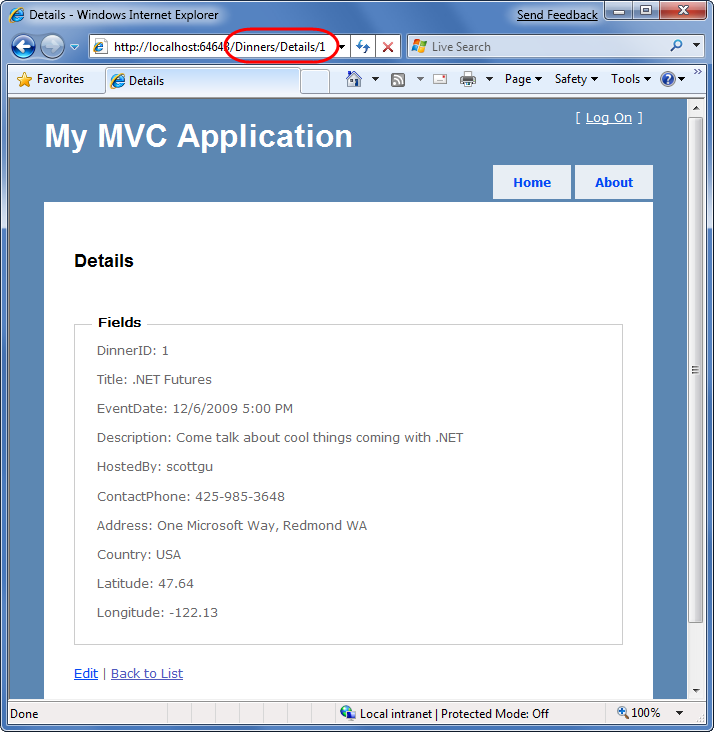 Details - Windows Internet Explorer
Send Feedback
http://localhost:64648/Dinners/Details/1
Live Search
Favorites
Details
Page
Safety
Tools
My MVC Application
[ Log On ]
Home
About
Details
Fields
DinnerID: 1
Title: .NET Futures
EventDate: 12/6/2009 5:00 PM
Description: Come talk about cool things coming with .NET
HostedBy: scottgu
ContactPhone: 425-985-3648
Address: One Microsoft Way, Redmond WA
Country: USA
Latitude: 47.64
Longitude: -122.13
Edit | Back to List
Done
Local intranet | Protected Mode: Off
100%